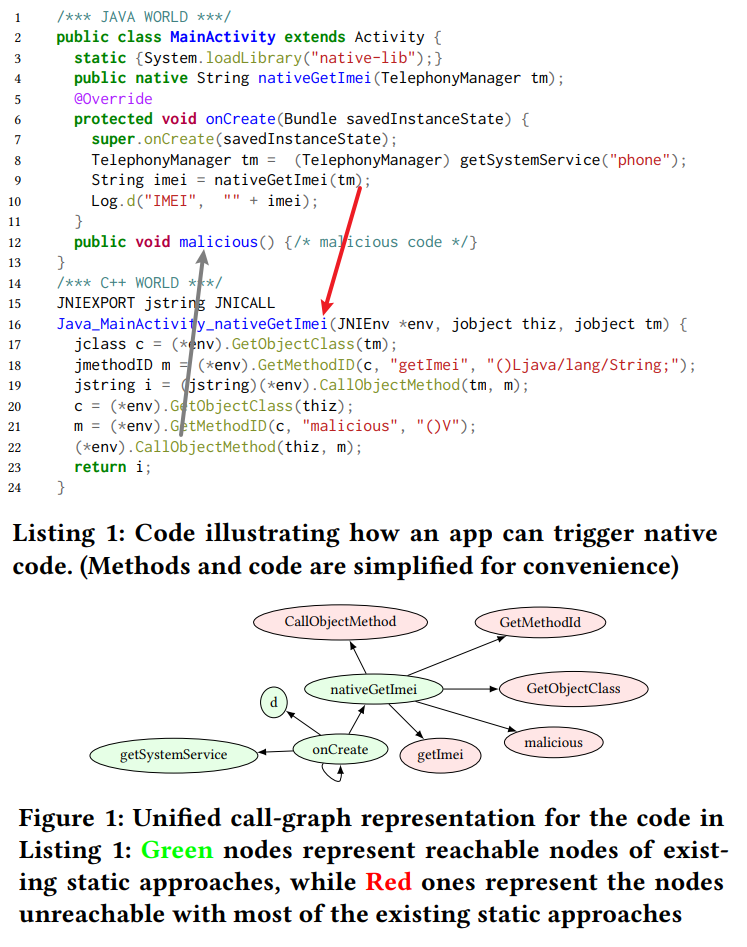 1 /*** JAVA WORLD ***/
2 public class MainActivity extends Activity {
3 static {System.loadLibrary("native-lib");}
4 public native String nativeGetImei(TelephonyManager tm);
5 @Override
6 protected void onCreate(Bundle savedInstanceState) {
7 super.onCreate(savedInstanceState);
8 TelephonyManager tm = (TelephonyManager) getSystemService("phone");
9 String imei = nativeGetImei(tm);
10 Log.d("IMEI", "" + imei);
11 }
12 public void malicious() {/* malicious code */}
13 }
14 /*** C++ WORLD ***/
15 JNIEXPORT jstring JNICALL
16 Java_MainActivity_nativeGetImei(JNIEnv *env, jobject thiz, jobject tm) {
17 jclass c = (*env).GetObjectClass(tm);
18 jmethodID m = (*env).GetMethodID(c, "getImei", "()Ljava/lang/String;");
19 jstring i = (jstring)(*env).CallObjectMethod(tm, m);
20 c = (*env).GetObjectClass(thiz);
21 m = (*env).GetMethodID(c, "malicious", "()V");
22 (*env).CallObjectMethod(thiz, m);
23 return i;
24 }
Listing 1: Code illustrating how an app can trigger native
code. (Methods and code are simplified for convenience)
CallObjectMethod
GetMethodId
nativeGetImei
GetObjectClass
d
malicious
getSystemService
onCreate
getImei
Figure 1: Unified call-graph representation for the code in
Listing 1: Green nodes represent reachable nodes of exist-
ing static approaches, while Red ones represent the nodes
unreachable with most of the existing static approaches